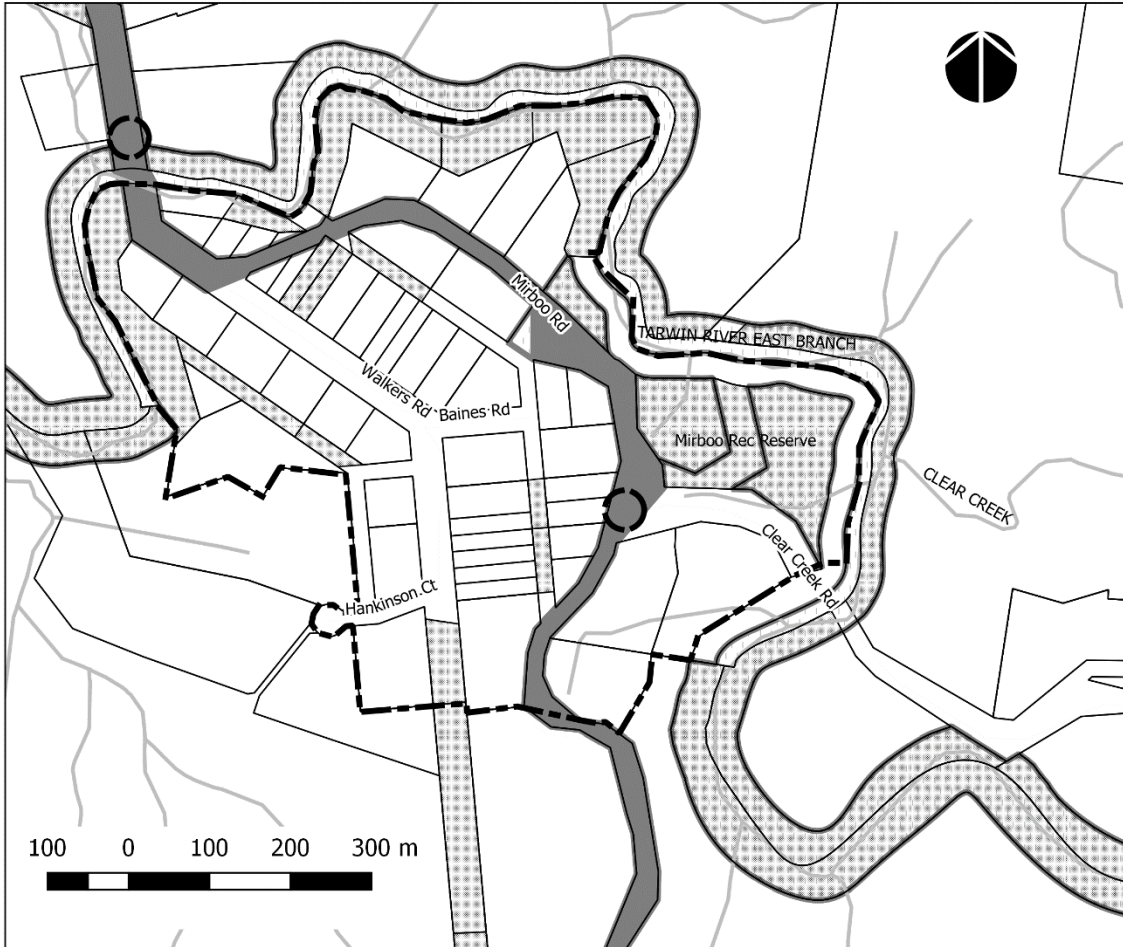 Mirboo Rd
TARWIN RIVER EAST BRANCH
Walkers Rd
Baines Rd
Mirboo Rec Reserve
CLEAR CREEK
Clear Creek Rd
Hankinson Ct
100 0 100 200 300 m